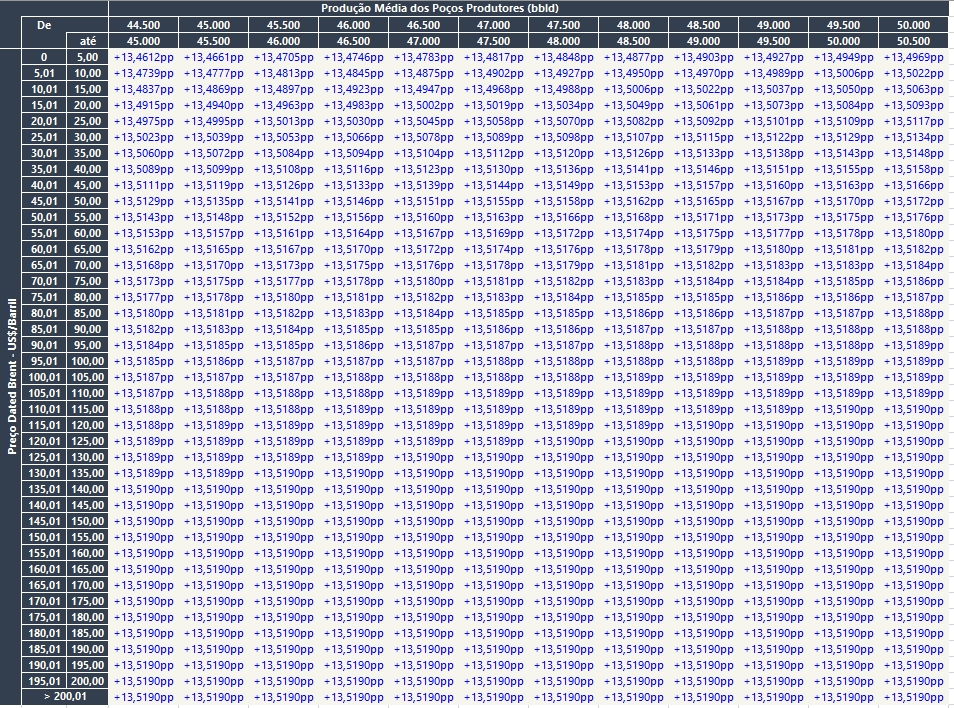 Produção Média dos Poços Produtores (bbld)
De 44.500 45.000 45.500 46.000 46.500 47.000 47.500 48.000 48.500 49.000 49.500 50.000
até 45.000 45.500 46.000 46.500 47.000 47.500 48.000 48.500 49.000 49.500 50.000 50.500
Preço Dated Brent - US$/Barril
0 5,00 +13,4612pp +13,4661pp +13,4705pp +13,4746pp +13,4783pp +13,4817pp +13,4848pp +13,4877pp +13,4903pp +13,4927pp +13,4949pp +13,4969pp
5,01 10,00 +13,4739pp +13,4777pp +13,4813pp +13,4845pp +13,4875pp +13,4902pp +13,4927pp +13,4950pp +13,4970pp +13,4989pp +13,5006pp +13,5022pp
10,01 15,00 +13,4837pp +13,4869pp +13,4897pp +13,4923pp +13,4947pp +13,4968pp +13,4988pp +13,5006pp +13,5022pp +13,5037pp +13,5050pp +13,5063pp
15,01 20,00 +13,4915pp +13,4940pp +13,4963pp +13,4983pp +13,5002pp +13,5019pp +13,5034pp +13,5049pp +13,5061pp +13,5073pp +13,5084pp +13,5093pp
20,01 25,00 +13,4975pp +13,4995pp +13,5013pp +13,5030pp +13,5045pp +13,5058pp +13,5070pp +13,5082pp +13,5092pp +13,5101pp +13,5109pp +13,5117pp
25,01 30,00 +13,5023pp +13,5039pp +13,5053pp +13,5066pp +13,5078pp +13,5089pp +13,5098pp +13,5107pp +13,5115pp +13,5122pp +13,5129pp +13,5134pp
30,01 35,00 +13,5060pp +13,5072pp +13,5084pp +13,5094pp +13,5104pp +13,5112pp +13,5120pp +13,5126pp +13,5133pp +13,5138pp +13,5143pp +13,5148pp
35,01 40,00 +13,5089pp +13,5099pp +13,5108pp +13,5116pp +13,5123pp +13,5130pp +13,5136pp +13,5141pp +13,5146pp +13,5151pp +13,5155pp +13,5158pp
40,01 45,00 +13,5111pp +13,5119pp +13,5126pp +13,5133pp +13,5139pp +13,5144pp +13,5149pp +13,5153pp +13,5157pp +13,5160pp +13,5163pp +13,5166pp
45,01 50,00 +13,5129pp +13,5135pp +13,5141pp +13,5146pp +13,5151pp +13,5155pp +13,5158pp +13,5162pp +13,5165pp +13,5167pp +13,5170pp +13,5172pp
50,01 55,00 +13,5143pp +13,5148pp +13,5152pp +13,5156pp +13,5160pp +13,5163pp +13,5166pp +13,5168pp +13,5171pp +13,5173pp +13,5175pp +13,5176pp
55,01 60,00 +13,5153pp +13,5157pp +13,5161pp +13,5164pp +13,5167pp +13,5169pp +13,5172pp +13,5174pp +13,5175pp +13,5177pp +13,5178pp +13,5180pp
60,01 65,00 +13,5162pp +13,5165pp +13,5167pp +13,5170pp +13,5172pp +13,5174pp +13,5176pp +13,5178pp +13,5179pp +13,5180pp +13,5181pp +13,5182pp
65,01 70,00 +13,5168pp +13,5170pp +13,5173pp +13,5175pp +13,5176pp +13,5178pp +13,5179pp +13,5181pp +13,5182pp +13,5183pp +13,5183pp +13,5184pp
70,01 75,00 +13,5173pp +13,5175pp +13,5177pp +13,5178pp +13,5180pp +13,5181pp +13,5182pp +13,5183pp +13,5184pp +13,5184pp +13,5185pp +13,5186pp
75,01 80,00 +13,5177pp +13,5178pp +13,5180pp +13,5181pp +13,5182pp +13,5183pp +13,5184pp +13,5185pp +13,5185pp +13,5186pp +13,5186pp +13,5187pp
80,01 85,00 +13,5180pp +13,5181pp +13,5182pp +13,5183pp +13,5184pp +13,5185pp +13,5185pp +13,5186pp +13,5186pp +13,5187pp +13,5187pp +13,5188pp
85,01 90,00 +13,5182pp +13,5183pp +13,5184pp +13,5185pp +13,5185pp +13,5186pp +13,5186pp +13,5187pp +13,5187pp +13,5188pp +13,5188pp +13,5188pp
90,01 95,00 +13,5184pp +13,5185pp +13,5185pp +13,5186pp +13,5187pp +13,5187pp +13,5187pp +13,5188pp +13,5188pp +13,5188pp +13,5188pp +13,5189pp
95,01 100,00 +13,5185pp +13,5186pp +13,5187pp +13,5187pp +13,5187pp +13,5188pp +13,5188pp +13,5188pp +13,5188pp +13,5189pp +13,5189pp +13,5189pp
100,01 105,00 +13,5187pp +13,5187pp +13,5187pp +13,5188pp +13,5188pp +13,5188pp +13,5188pp +13,5189pp +13,5189pp +13,5189pp +13,5189pp +13,5189pp
105,01 110,00 +13,5187pp +13,5188pp +13,5188pp +13,5188pp +13,5189pp +13,5189pp +13,5189pp +13,5189pp +13,5189pp +13,5189pp +13,5189pp +13,5189pp
110,01 115,00 +13,5188pp +13,5188pp +13,5188pp +13,5189pp +13,5189pp +13,5189pp +13,5189pp +13,5189pp +13,5189pp +13,5189pp +13,5190pp +13,5190pp
115,01 120,00 +13,5188pp +13,5189pp +13,5189pp +13,5189pp +13,5189pp +13,5189pp +13,5189pp +13,5189pp +13,5190pp +13,5190pp +13,5190pp +13,5190pp
120,01 125,00 +13,5189pp +13,5189pp +13,5189pp +13,5189pp +13,5189pp +13,5190pp +13,5190pp +13,5190pp +13,5190pp +13,5190pp +13,5190pp +13,5190pp
125,01 130,00 +13,5189pp +13,5189pp +13,5189pp +13,5189pp +13,5190pp +13,5190pp +13,5190pp +13,5190pp +13,5190pp +13,5190pp +13,5190pp +13,5190pp
130,01 135,00 +13,5189pp +13,5189pp +13,5190pp +13,5190pp +13,5190pp +13,5190pp +13,5190pp +13,5190pp +13,5190pp +13,5190pp +13,5190pp +13,5190pp
135,01 140,00 +13,5190pp +13,5190pp +13,5190pp +13,5190pp +13,5190pp +13,5190pp +13,5190pp +13,5190pp +13,5190pp +13,5190pp +13,5190pp +13,5190pp
140,01 145,00 +13,5190pp +13,5190pp +13,5190pp +13,5190pp +13,5190pp +13,5190pp +13,5190pp +13,5190pp +13,5190pp +13,5190pp +13,5190pp +13,5190pp
145,01 150,00 +13,5190pp +13,5190pp +13,5190pp +13,5190pp +13,5190pp +13,5190pp +13,5190pp +13,5190pp +13,5190pp +13,5190pp +13,5190pp +13,5190pp
150,01 155,00 +13,5190pp +13,5190pp +13,5190pp +13,5190pp +13,5190pp +13,5190pp +13,5190pp +13,5190pp +13,5190pp +13,5190pp +13,5190pp +13,5190pp
155,01 160,00 +13,5190pp +13,5190pp +13,5190pp +13,5190pp +13,5190pp +13,5190pp +13,5190pp +13,5190pp +13,5190pp +13,5190pp +13,5190pp +13,5190pp
160,01 165,00 +13,5190pp +13,5190pp +13,5190pp +13,5190pp +13,5190pp +13,5190pp +13,5190pp +13,5190pp +13,5190pp +13,5190pp +13,5190pp +13,5190pp
165,01 170,00 +13,5190pp +13,5190pp +13,5190pp +13,5190pp +13,5190pp +13,5190pp +13,5190pp +13,5190pp +13,5190pp +13,5190pp +13,5190pp +13,5190pp
170,01 175,00 +13,5190pp +13,5190pp +13,5190pp +13,5190pp +13,5190pp +13,5190pp +13,5190pp +13,5190pp +13,5190pp +13,5190pp +13,5190pp +13,5190pp
175,01 180,00 +13,5190pp +13,5190pp +13,5190pp +13,5190pp +13,5190pp +13,5190pp +13,5190pp +13,5190pp +13,5190pp +13,5190pp +13,5190pp +13,5190pp
180,01 185,00 +13,5190pp +13,5190pp +13,5190pp +13,5190pp +13,5190pp +13,5190pp +13,5190pp +13,5190pp +13,5190pp +13,5190pp +13,5190pp +13,5190pp
185,01 190,00 +13,5190pp +13,5190pp +13,5190pp +13,5190pp +13,5190pp +13,5190pp +13,5190pp +13,5190pp +13,5190pp +13,5190pp +13,5190pp +13,5190pp
190,01 195,00 +13,5190pp +13,5190pp +13,5190pp +13,5190pp +13,5190pp +13,5190pp +13,5190pp +13,5190pp +13,5190pp +13,5190pp +13,5190pp +13,5190pp
195,01 200,00 +13,5190pp +13,5190pp +13,5190pp +13,5190pp +13,5190pp +13,5190pp +13,5190pp +13,5190pp +13,5190pp +13,5190pp +13,5190pp +13,5190pp
> 200,01 +13,5190pp +13,5190pp +13,5190pp +13,5190pp +13,5190pp +13,5190pp +13,5190pp +13,5190pp +13,5190pp +13,5190pp +13,5190pp +13,5190pp